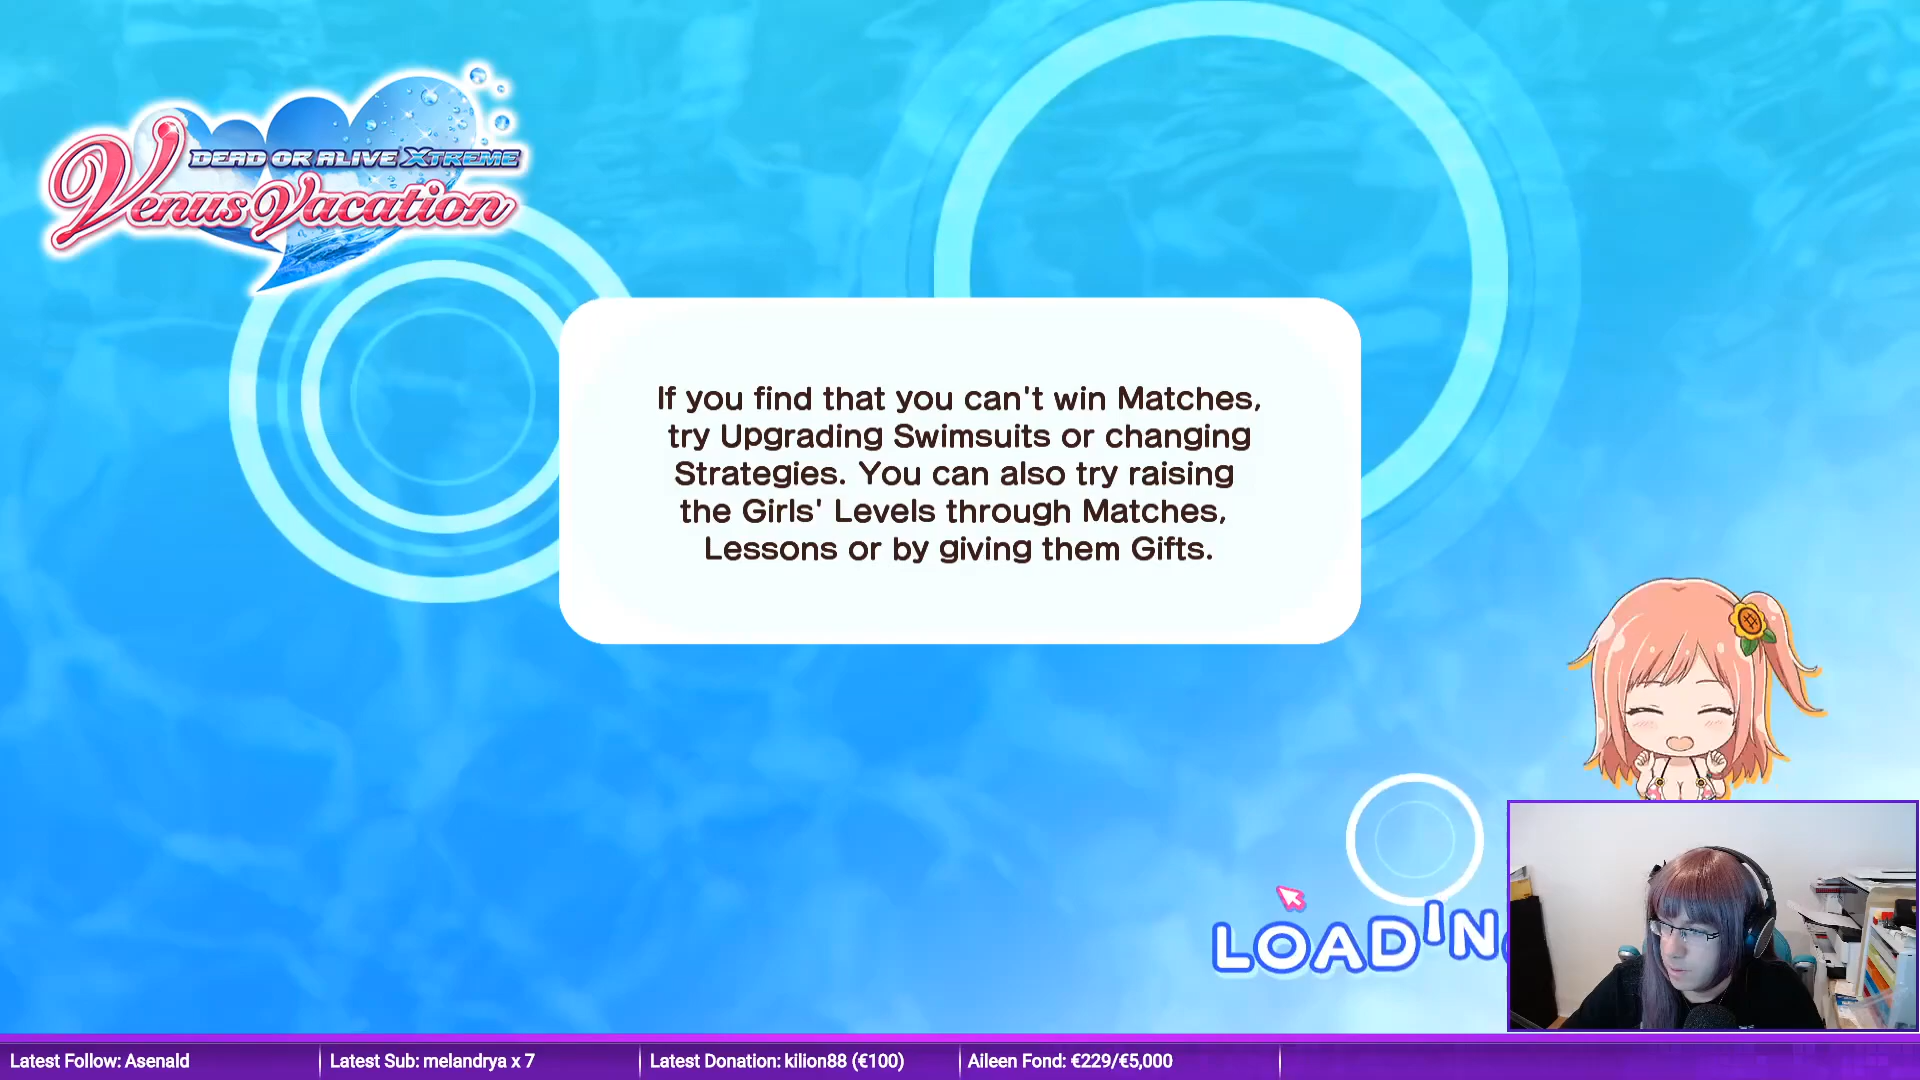 DEAD OR ALIVE XTREME
Venus Vacation
If you find that you can't win Matches,
try Upgrading Swimsuits or changing
Strategies. You can also try raising
the Girls' Levels through Matches,
Lessons or by giving them Gifts.
LOADIN
Latest Follow: Asenald
Latest Sub: melandrya x 7
Latest Donation: kilion88 (€100)
Aileen Fond: €229/€5,000